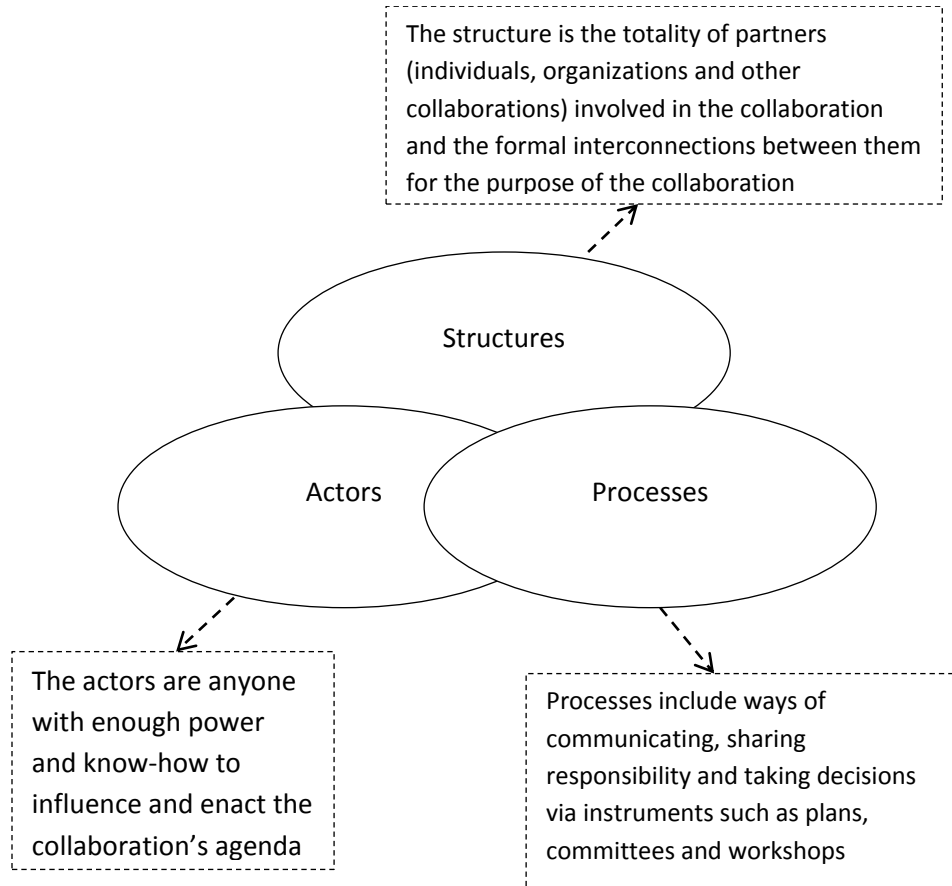 The structure is the totality of partners
(individuals, organizations and other
collaborations) involved in the collaboration
and the formal interconnections between them
for the purpose of the collaboration
Structures
Actors
Processes
The actors are anyone
with enough power
and know-how to
influence and enact the
collaboration’s agenda
Processes include ways of
communicating, sharing
responsibility and taking decisions
via instruments such as plans,
committees and workshops